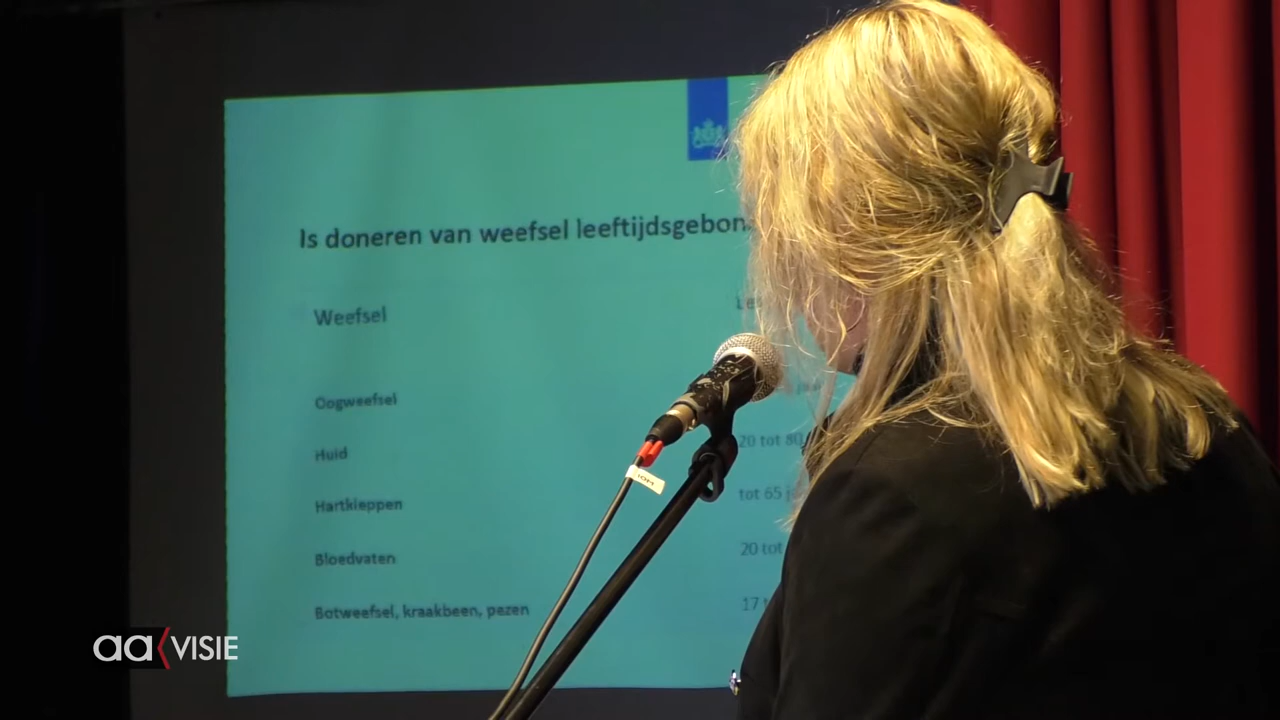 Is doneren van weefsel leeftijdsgebon
Weefsel
Oogweefsel
Huid
20 tot 80
Hartkleppen
tot 65 j
Bloedvaten
20 tot
Botweefsel, kraakbeen, pezen
17 t
aa VISIE